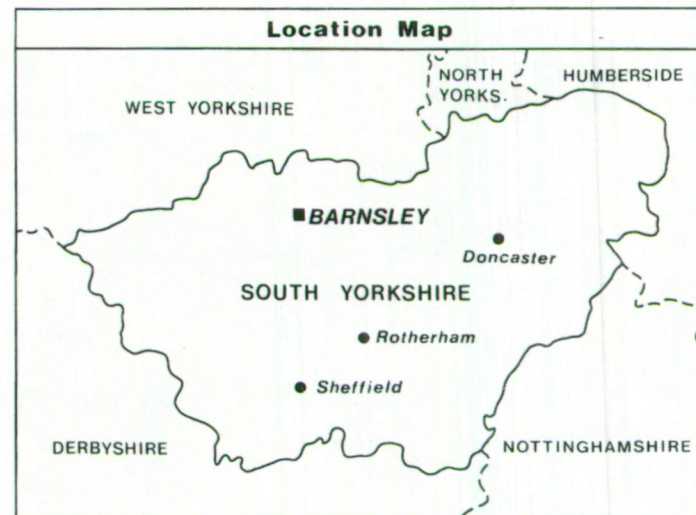 Location Map
NORTH
YORKS.
HUMBERSIDE
WEST YORKSHIRE
BARNSLEY
Doncaster
SOUTH YORKSHIRE
Rotherham
Sheffield
DERBYSHIRE
NOTTINGHAMSHIRE